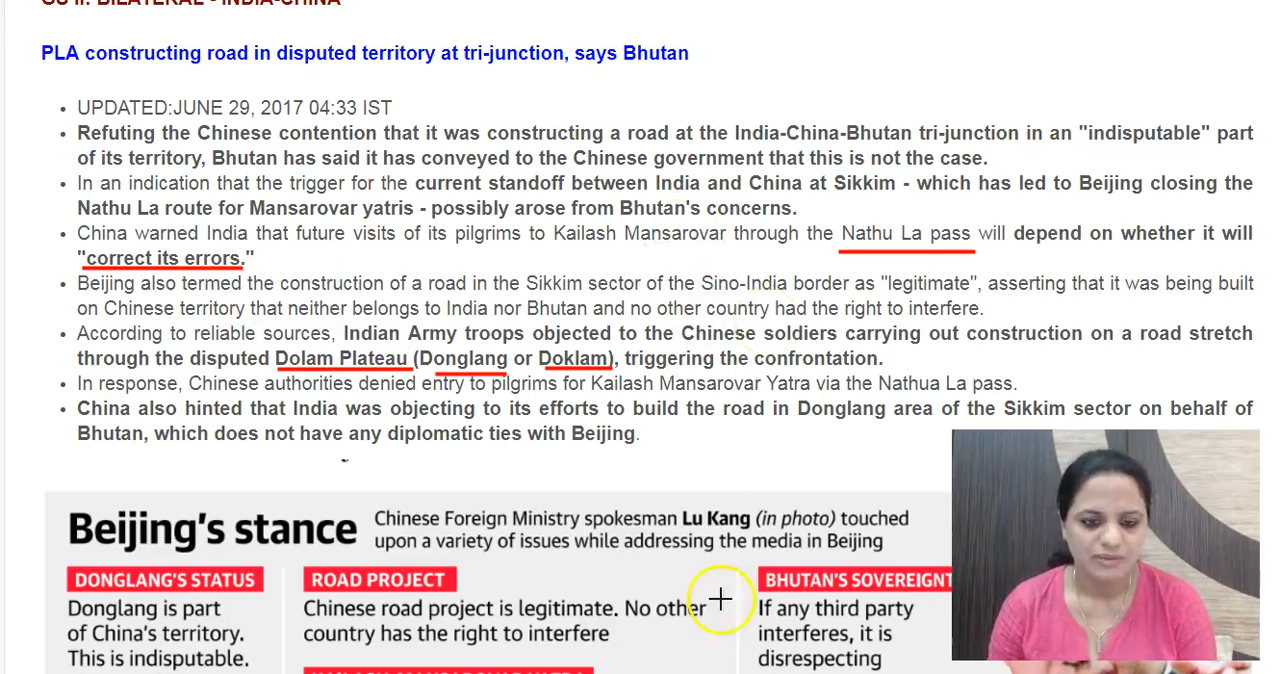 GS II: BILATERAL - INDIA-CHINA
PLA constructing road in disputed territory at tri-junction, says Bhutan
• UPDATED:JUNE 29, 2017 04:33 IST
• Refuting the Chinese contention that it was constructing a road at the India-China-Bhutan tri-junction in an "indisputable" part
of its territory, Bhutan has said it has conveyed to the Chinese government that this is not the case.
• In an indication that the trigger for the current standoff between India and China at Sikkim - which has led to Beijing closing the
Nathu La route for Mansarovar yatris - possibly arose from Bhutan's concerns.
• China warned India that future visits of its pilgrims to Kailash Mansarovar through the Nathu La pass will depend on whether it will
"correct its errors."
• Beijing also termed the construction of a road in the Sikkim sector of the Sino-India border as "legitimate", asserting that it was being built
on Chinese territory that neither belongs to India nor Bhutan and no other country had the right to interfere.
• According to reliable sources, Indian Army troops objected to the Chinese soldiers carrying out construction on a road stretch
through the disputed Dolam Plateau (Donglang or Doklam), triggering the confrontation.
• In response, Chinese authorities denied entry to pilgrims for Kailash Mansarovar Yatra via the Nathua La pass.
• China also hinted that India was objecting to its efforts to build the road in Donglang area of the Sikkim sector on behalf of
Bhutan, which does not have any diplomatic ties with Beijing.
Beijing's stance
Chinese Foreign Ministry spokesman Lu Kang (in photo) touched
upon a variety of issues while addressing the media in Beijing
DONGLANG'S STATUS
Donglang is part
of China's territory.
This is indisputable.
ROAD PROJECT
Chinese road project is legitimate. No other
country has the right to interfere
BHUTAN'S SOVEREIGNT
If any third party
interferes, it is
disrespecting